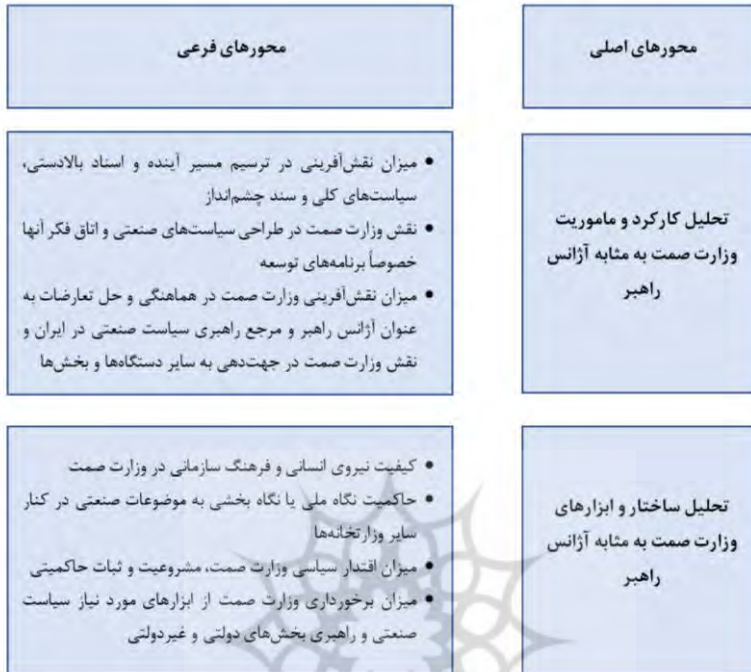 محورهای اصلی
محورهای فرعی
تحلیل کارکرد و ماموریت
وزارت صمت به مثابه آژانس
راهبر
• میزان نقش‌آفرینی در ترسیم مسیر آینده و اسناد بالادستی،
سیاست‌های کلی و سند چشم‌انداز
• نقش وزارت صمت در طراحی سیاست‌های صنعتی و اتاق فکر آنها
خصوصاً برنامه‌های توسعه
• میزان نقش‌آفرینی وزارت صمت در هماهنگی و حل تعارضات به
عنوان آژانس راهبر و مرجع راهبری سیاست صنعتی در ایران و
نقش وزارت صمت در جهت‌دهی به سایر دستگاه‌ها و بخش‌ها
تحلیل ساختار و ابزارهای
وزارت صمت به مثابه آژانس
راهبر
• کیفیت نیروی انسانی و فرهنگ سازمانی در وزارت صمت
• حاکمیت نگاه ملی یا نگاه بخشی به موضوعات صنعتی در کنار
سایر وزارتخانه‌ها
• میزان اقتدار سیاسی وزارت صمت، مشروعیت و ثبات حاکمیتی
• میزان برخورداری وزارت صمت از ابزارهای مورد نیاز سیاست
صنعتی و راهبری بخش‌های دولتی و غیردولتی